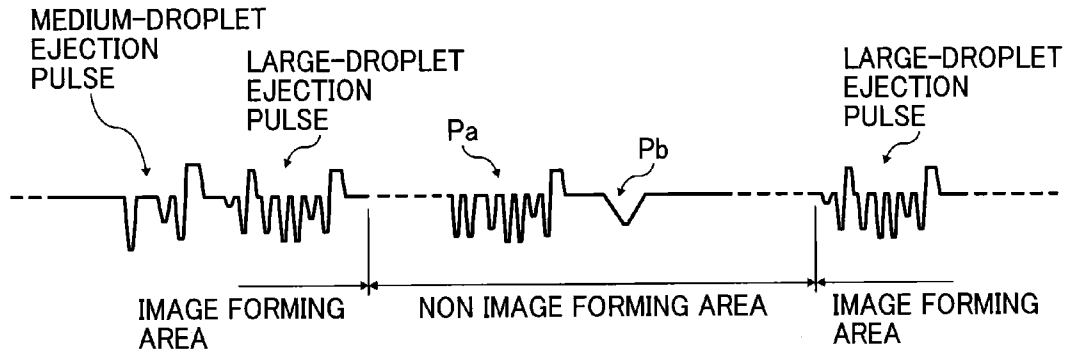 MEDIUM-DROPLET
EJECTION
PULSE
LARGE-DROPLET
EJECTION
PULSE
Pa
Pb
LARGE-DROPLET
EJECTION
PULSE
IMAGE FORMING
AREA
NON IMAGE FORMING AREA
IMAGE FORMING
AREA